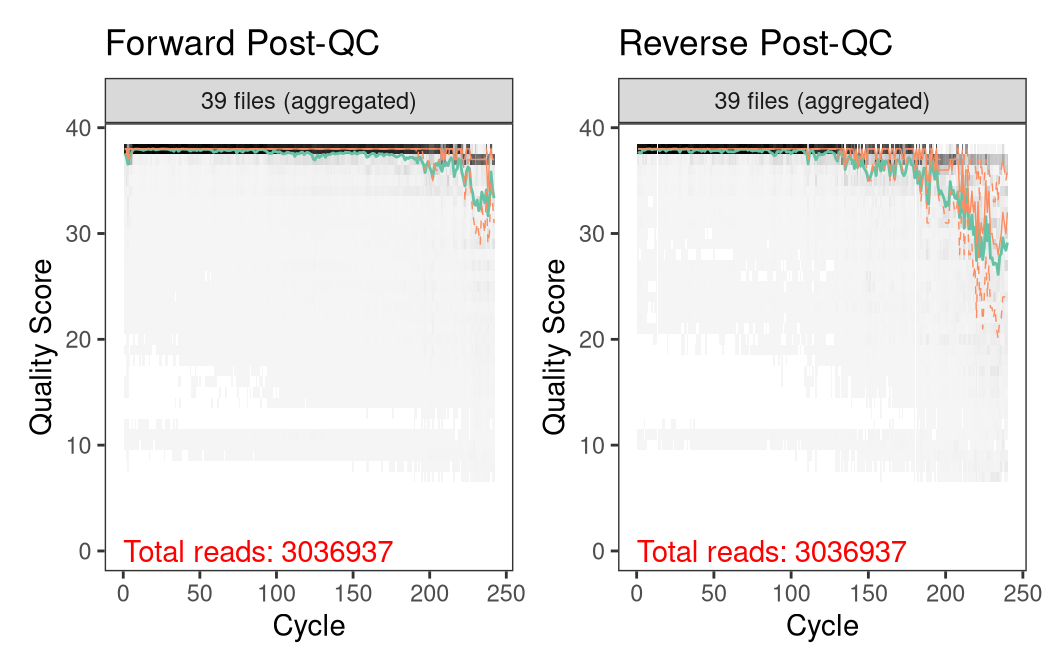 Forward Post-QC
39 files (aggregated)
Quality Score
40
30
20
10
0
Total reads: 3036937
0 50 100 150 200 250
Cycle
Reverse Post-QC
39 files (aggregated)
Quality Score
40
30
20
10
0
Total reads: 3036937
0 50 100 150 200 250
Cycle